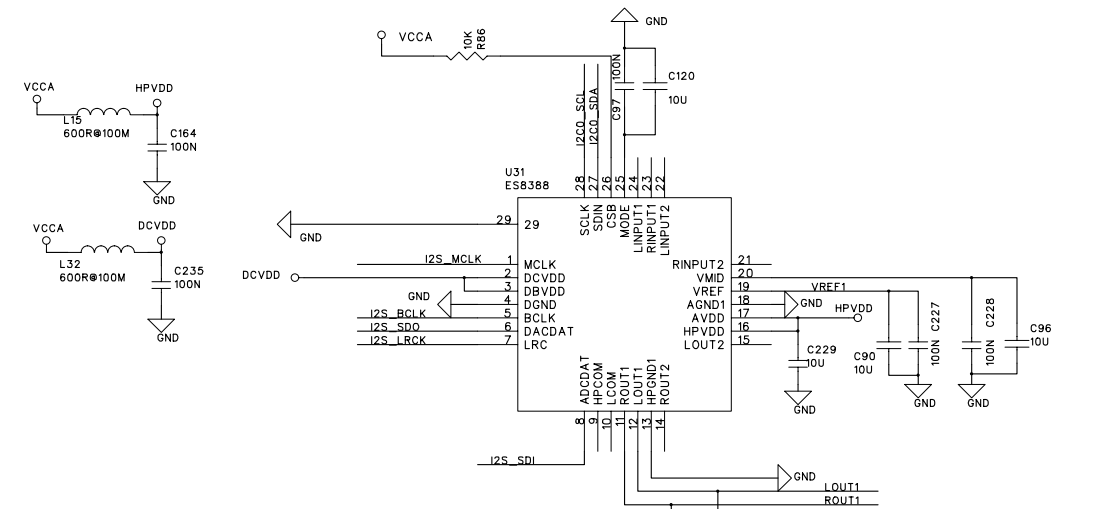 GND
VCCA
10K
R86
100N
C97
C120
10U
I2C0_SCL
I2C0_SDA
VCCA
HPVDD
L15
600R@100M
C164
100N
GND
U31
ES8388
28
27
26
25
24
23
22
SCLK
SDIN
CSB
MODE
LINPUT1
RINPUT1
LINPUT2
VCCA
DCVDD
L32
600R@100M
C235
100N
GND
GND
29
29
I2S_MCLK
1
MCLK
DCVDD
2
DCVDD
3
DBVDD
GND
4
DGND
I2S_BCLK
5
BCLK
I2S_SDO
6
DACDAT
I2S_LRCK
7
LRC
RINPUT2
21
VMID
20
VREF
19
VREF1
AGND1
18
GND
AVDD
17
HPVDD
HPVDD
16
LOUT2
15
C229
10U
GND
C90
10U
100N
C227
GND
100N
C228
GND
C96
10U
ADCDAT
HPCOM
LCOM
ROUT1
LOUT1
HPGND1
ROUT2
8
9
10
11
12
13
14
I2S_SDI
GND
LOUT1
ROUT1